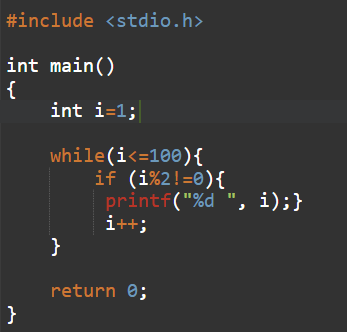 #include <stdio.h>

int main()
{
    int i=1;

    while(i<=100){
        if (i%2!=0){
         printf("%d ", i);}
         i++;
    }

    return 0;
}